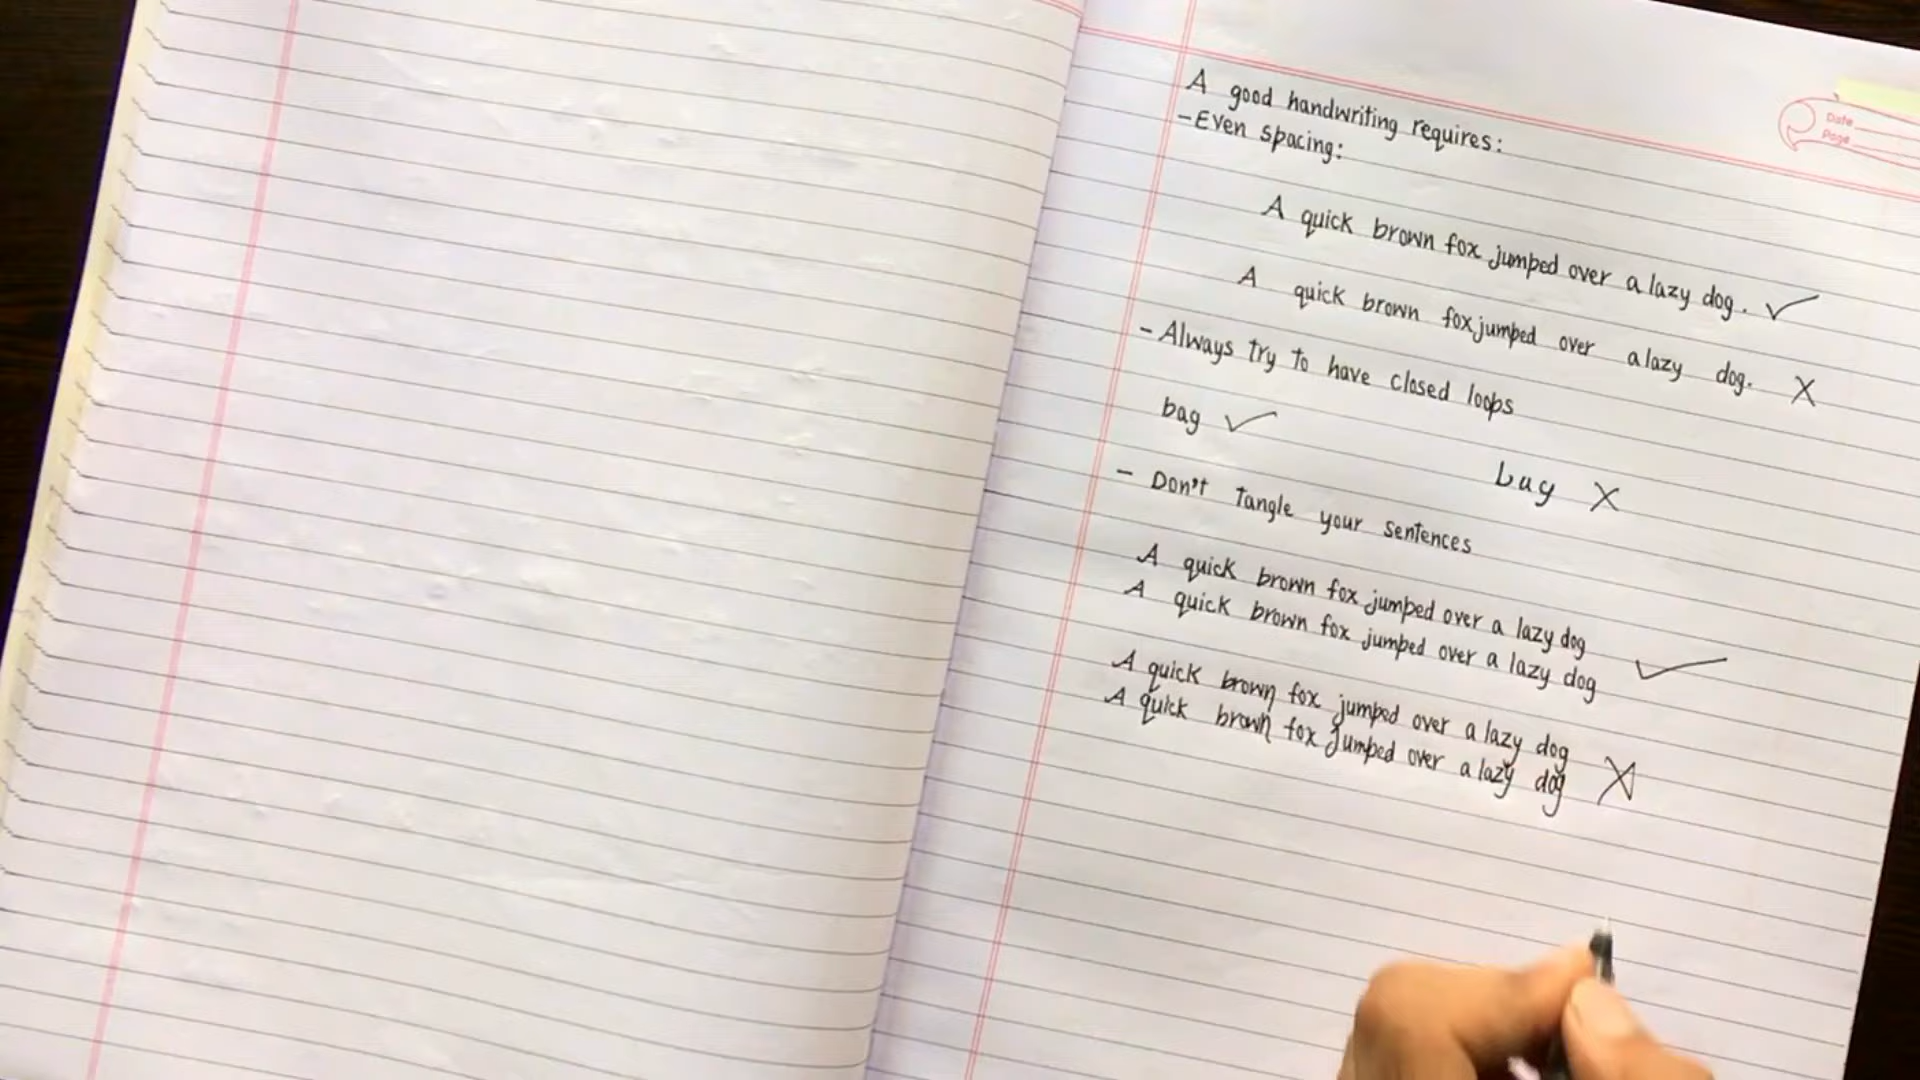 Date
Page
A good handwriting requires:
-Even spacing:
A quick brown fox jumped over a lazy dog. ✓
A quick brown fox jumped over a lazy dog. X
- Always try to have closed loops
bag ✓
bag X
- Don't tangle your sentences
A quick brown fox jumped over a lazy dog
A quick brown fox jumped over a lazy dog ✓
A quick brown fox jumped over a lazy dog
A quick brown fox jumped over a lazy dog X